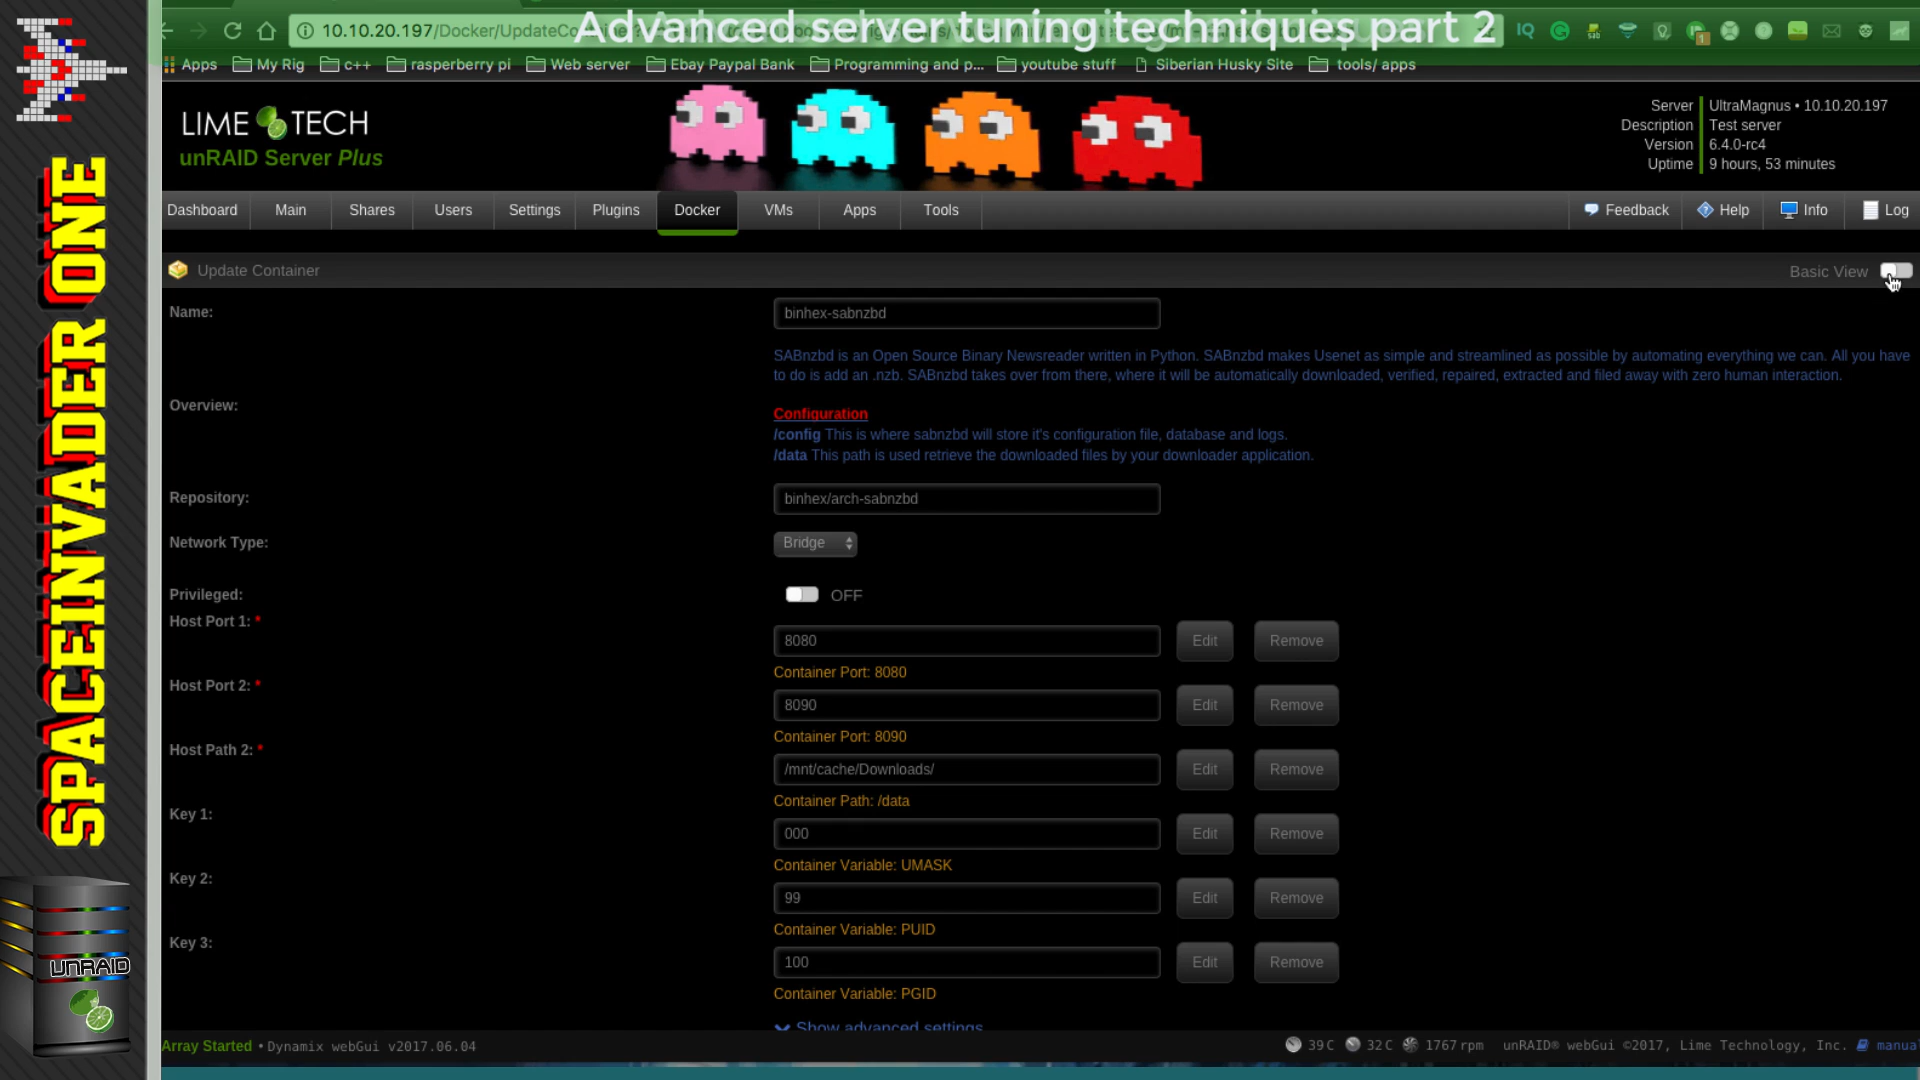 Advanced server tuning techniques part 2
10.10.20.197/Docker/UpdateCo
Apps My Rig c++ rasperberry pi Web server Ebay Paypal Bank Programming and p... youtube stuff Siberian Husky Site tools/ apps
SPACEINVADER ONE
LIME TECH
unRAID Server Plus
Server UltraMagnus • 10.10.20.197
Description Test server
Version 6.4.0-rc4
Uptime 9 hours, 53 minutes
Dashboard Main Shares Users Settings Plugins Docker VMs Apps Tools Feedback Help Info Log
Update Container Basic View
Name: binhex-sabnzbd
SABnzbd is an Open Source Binary Newsreader written in Python. SABnzbd makes Usenet as simple and streamlined as possible by automating everything we can. All you have
to do is add an .nzb. SABnzbd takes over from there, where it will be automatically downloaded, verified, repaired, extracted and filed away with zero human interaction.
Overview:
Configuration
/config This is where sabnzbd will store it's configuration file, database and logs.
/data This path is used retrieve the downloaded files by your downloader application.
Repository: binhex/arch-sabnzbd
Network Type: Bridge
Privileged: OFF
Host Port 1: * 8080 Edit Remove
Container Port: 8080
Host Port 2: * 8090 Edit Remove
Container Port: 8090
Host Path 2: * /mnt/cache/Downloads/ Edit Remove
Container Path: /data
Key 1: 000 Edit Remove
Container Variable: UMASK
Key 2: 99 Edit Remove
Container Variable: PUID
Key 3: 100 Edit Remove
Container Variable: PGID
Show advanced settings
UNRAID
Array Started • Dynamix webGui v2017.06.04 39 C 32 C 1767 rpm unRAID® webGui ©2017, Lime Technology, Inc. manua